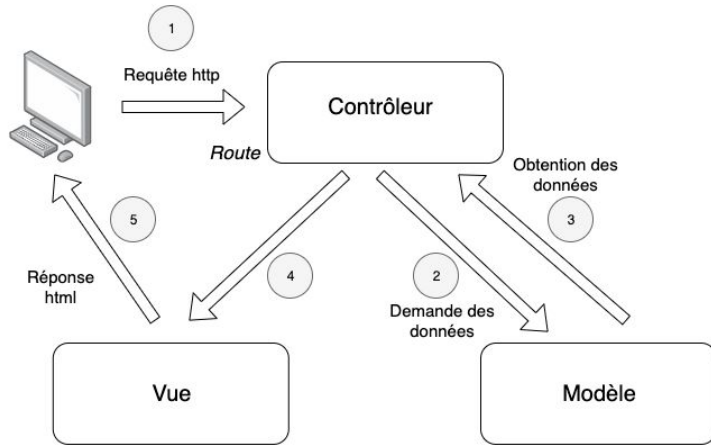 1
Requête http
Contrôleur
Route
Obtention des
données
5
3
Réponse
html
4
2
Demande des
données
Vue
Modèle